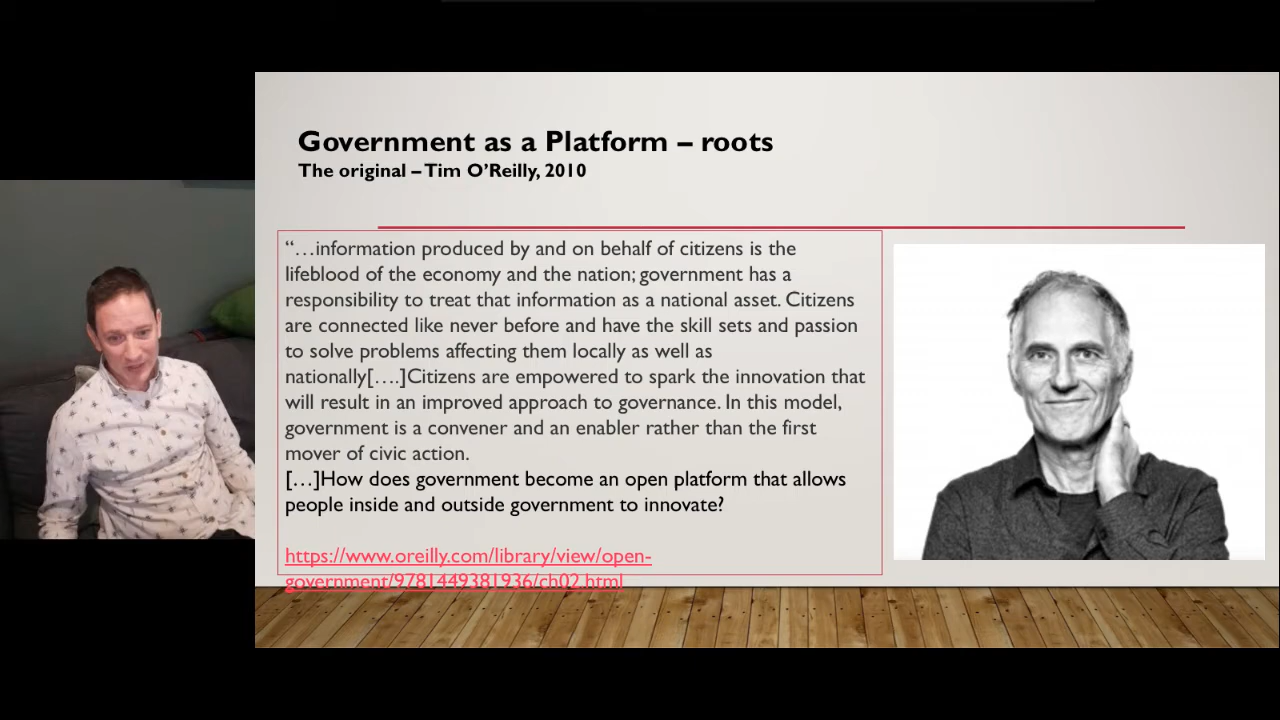 Government as a Platform – roots
The original – Tim O’Reilly, 2010
“…information produced by and on behalf of citizens is the
lifeblood of the economy and the nation; government has a
responsibility to treat that information as a national asset. Citizens
are connected like never before and have the skill sets and passion
to solve problems affecting them locally as well as
nationally[….]Citizens are empowered to spark the innovation that
will result in an improved approach to governance. In this model,
government is a convener and an enabler rather than the first
mover of civic action.
[…]How does government become an open platform that allows
people inside and outside government to innovate?
https://www.oreilly.com/library/view/open-
government/9781449381936/ch02.html